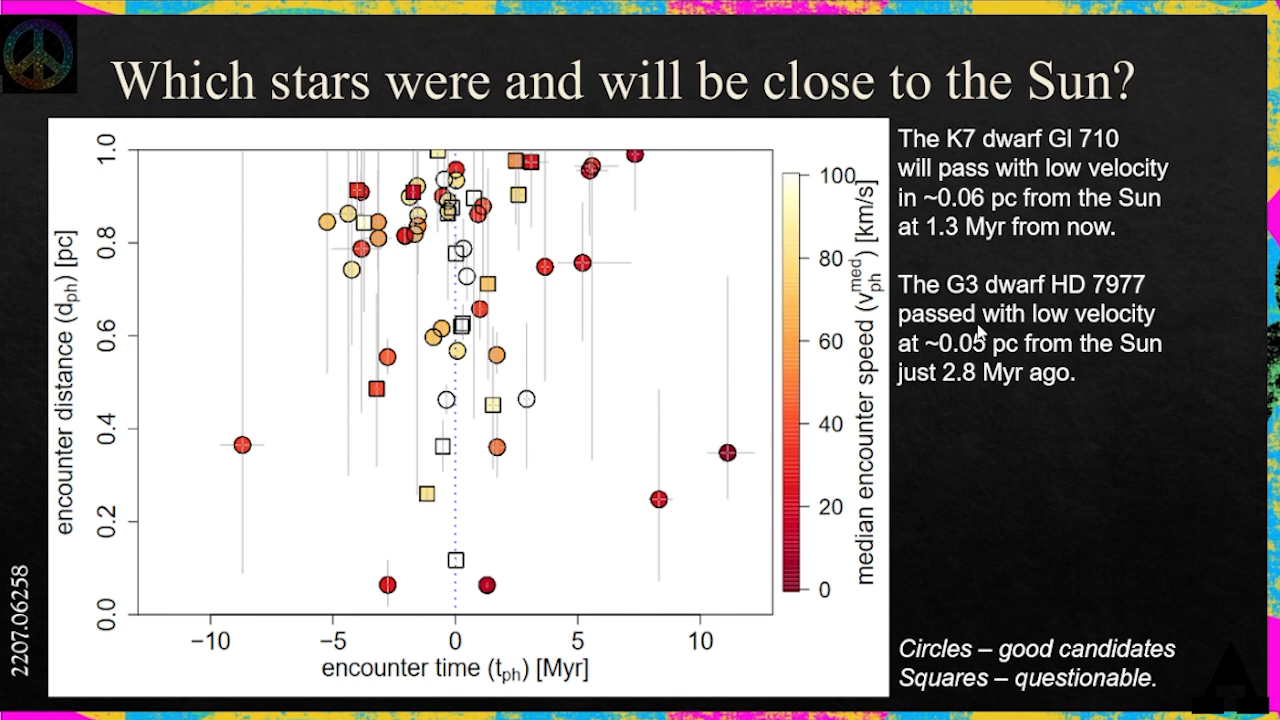 Which stars were and will be close to the Sun?
The K7 dwarf Gl 710
will pass with low velocity
in ~0.06 pc from the Sun
at 1.3 Myr from now.
The G3 dwarf HD 7977
passed with low velocity
at ~0.05 pc from the Sun
just 2.8 Myr ago.
Circles – good candidates
Squares – questionable.
encounter distance (dph) [pc]
1.0
0.8
0.6
0.4
0.2
0.0
−10 −5 0 5 10
encounter time (tph) [Myr]
100
80
60
40
20
0
median encounter speed (vphmed) [km/s]
2207.06258